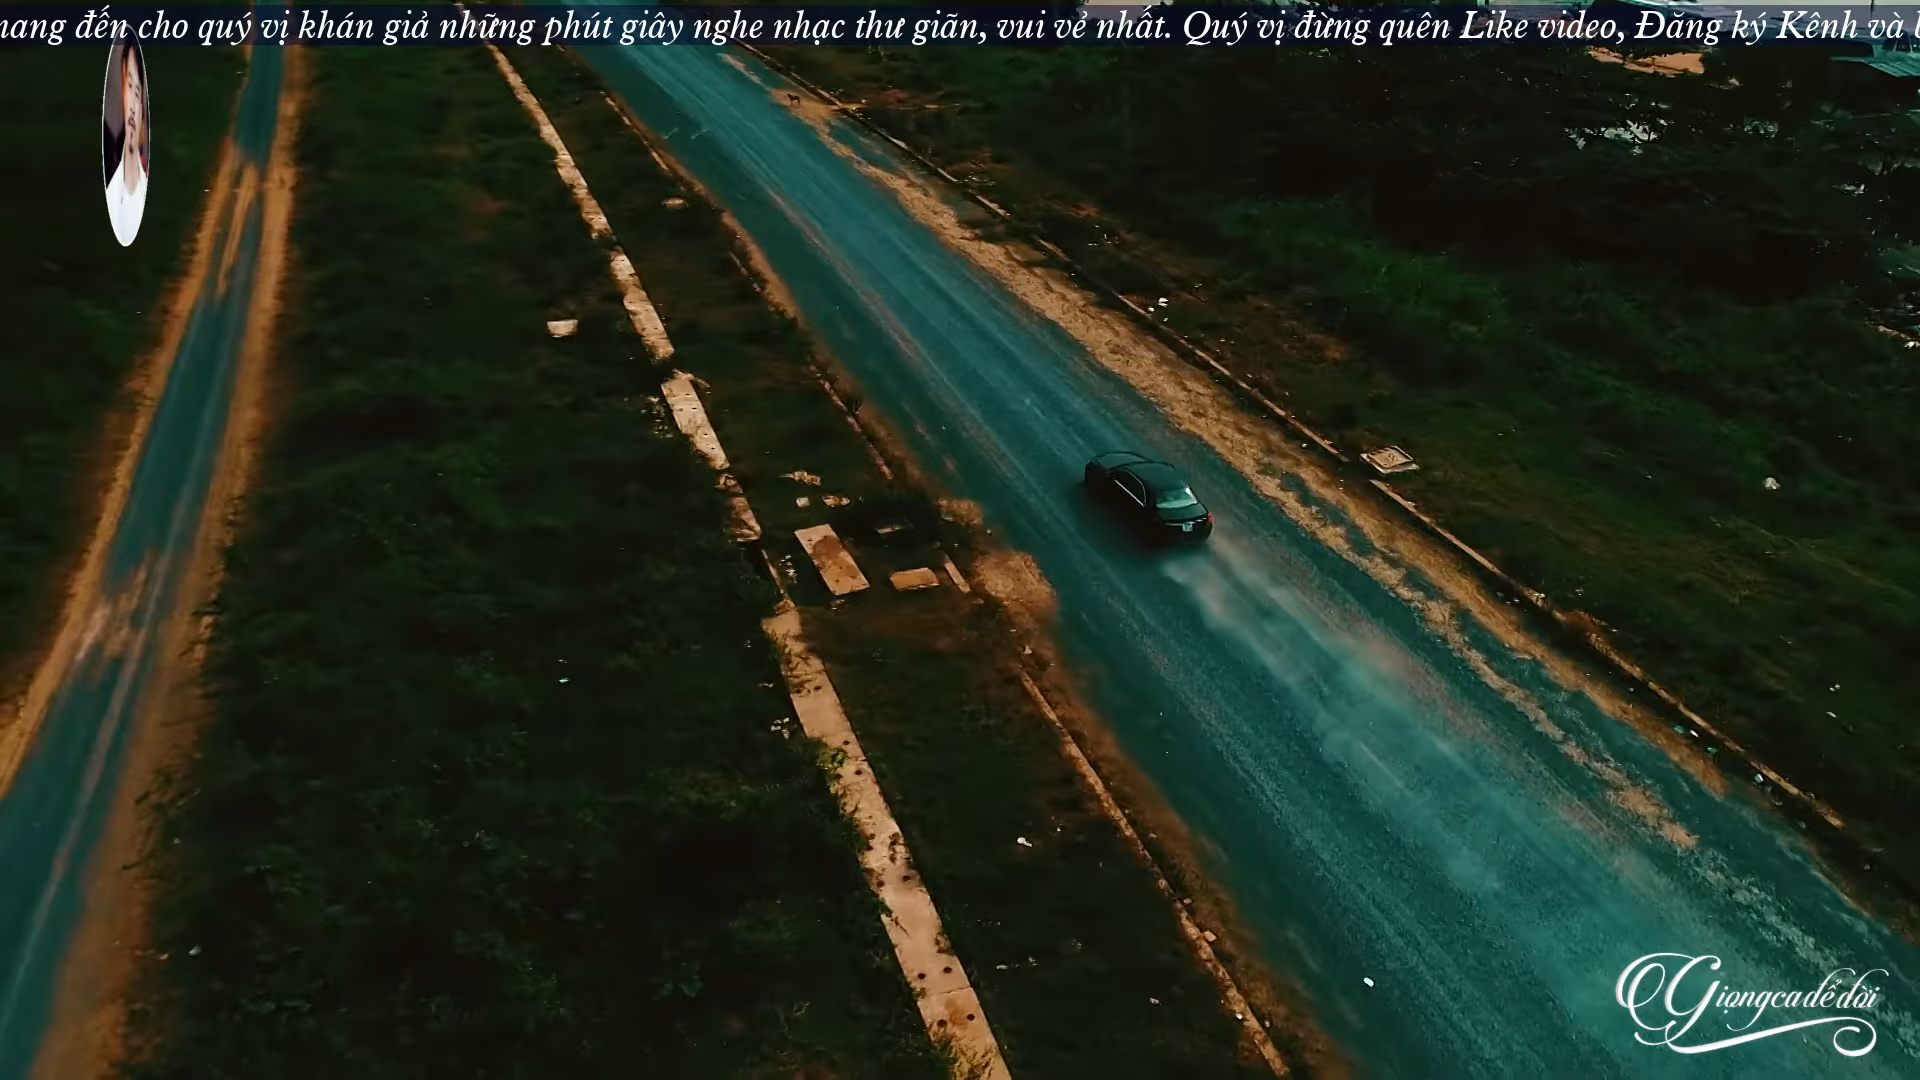 mang đến cho quý vị khán giả những phút giây nghe nhạc thư giãn, vui vẻ nhất. Quý vị đừng quên Like video, Đăng ký Kênh và
Giọngcađểđời